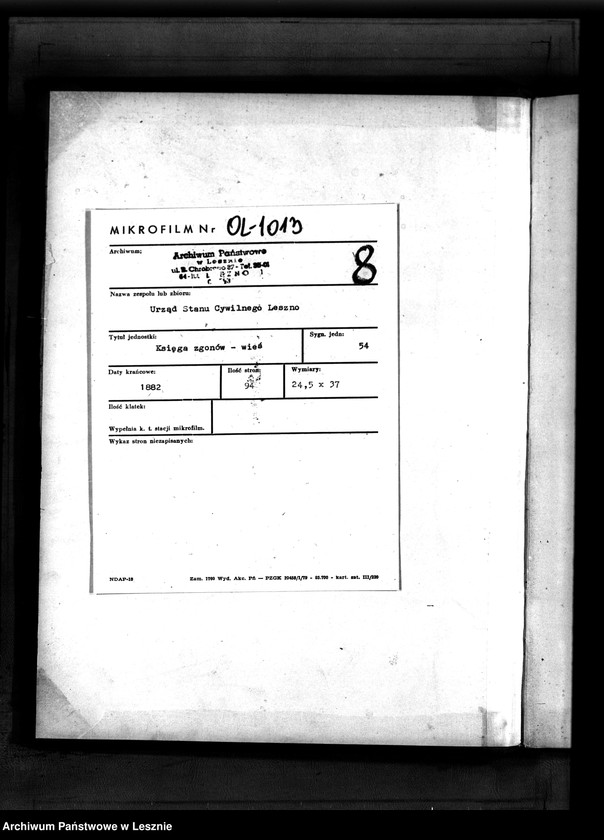 MIKROFILM Nr OL-1013
Archiwum:
Archiwum Państwowe
w Lesznie
8
Nazwa zespołu lub zbioru:
Urząd Stanu Cywilnego Leszno
Tytuł jednostki:
Sygn. jedn:
Księga zgonów - wieś
54
Daty krańcowe:
Ilość stron:
Wymiary:
1882
94
24,5 x 37
Ilość klatek:
Wypełnia k. t. stacji mikrofilm.
Wykaz stron niezapisanych:
NDAP-18
Archiwum Państwowe w Lesznie